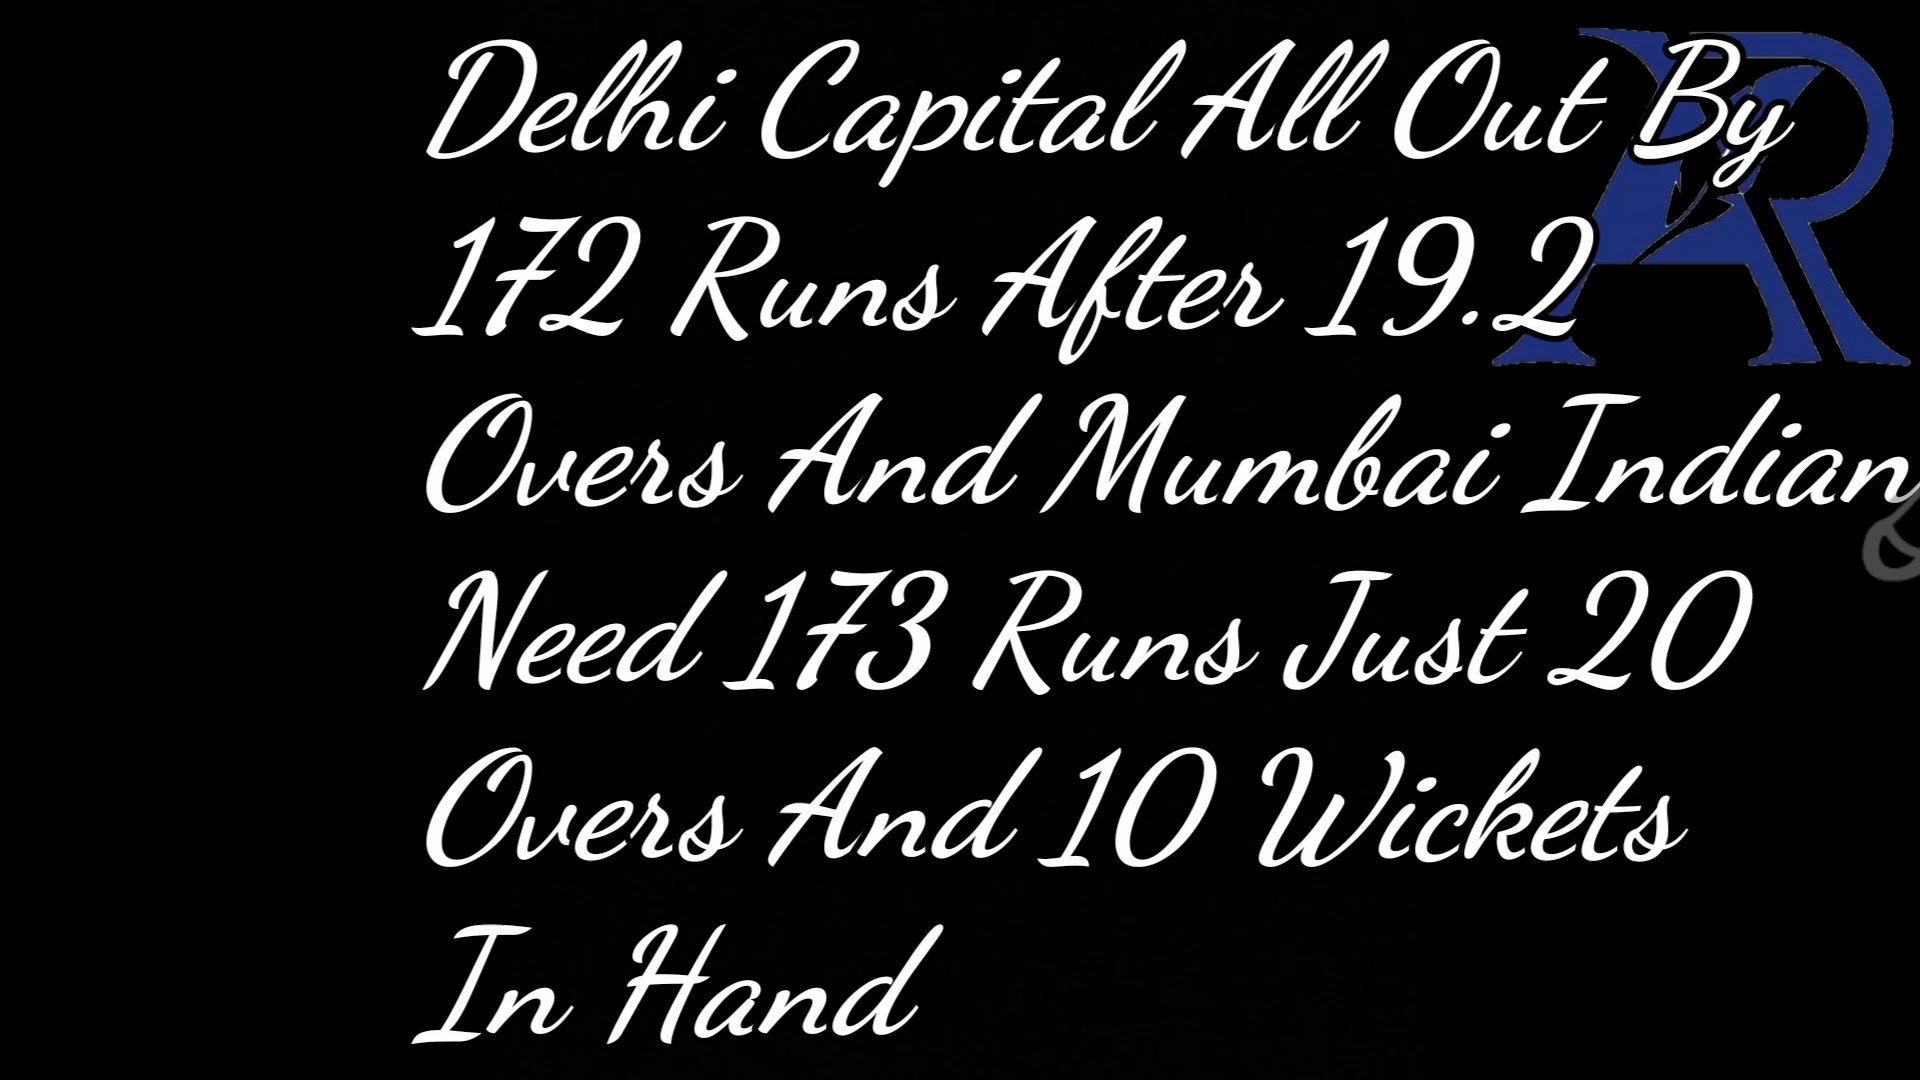 Delhi Capital All Out By
172 Runs After 19.2
Overs And Mumbai Indian
Need 173 Runs Just 20
Overs And 10 Wickets
In Hand